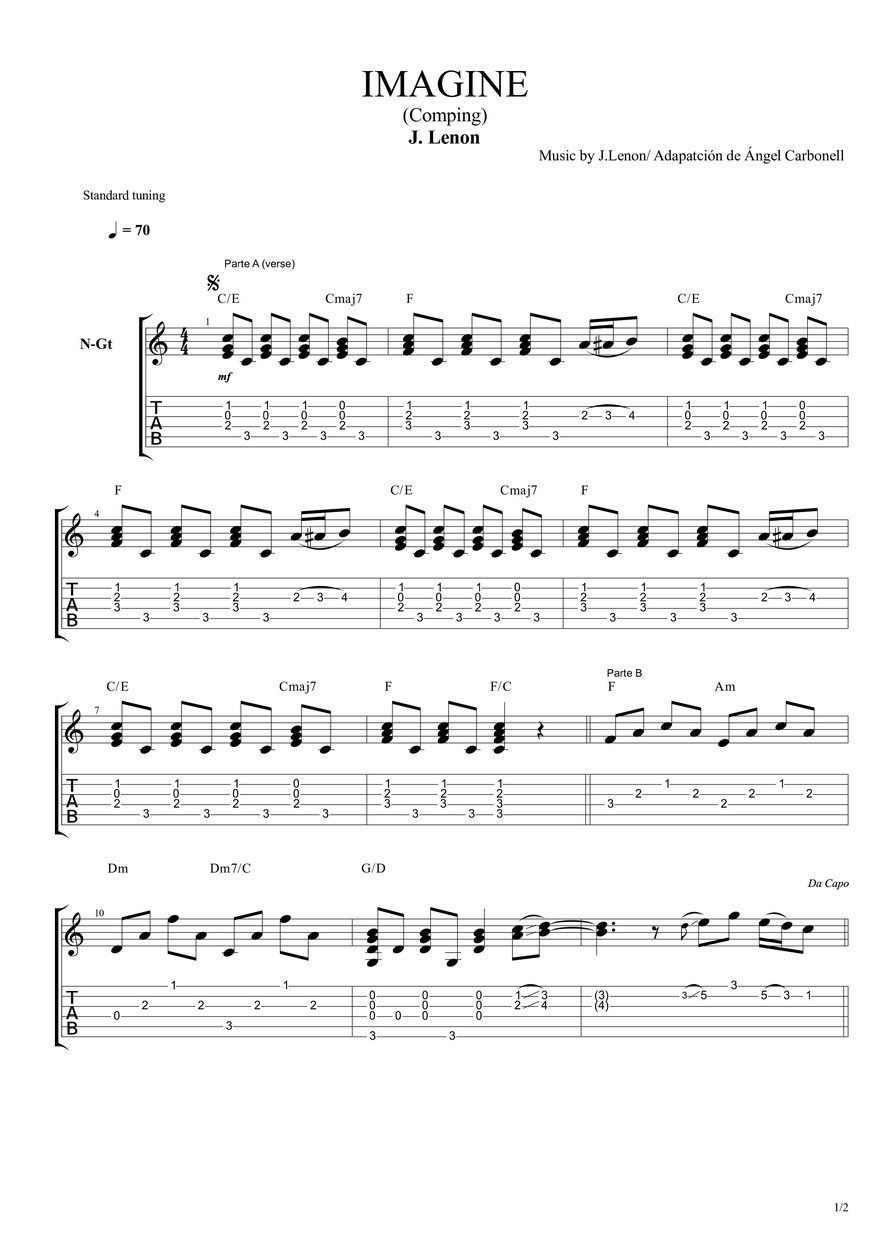 IMAGINE
(Comping)
J. Lenon
Music by J.Lenon/ Adapatción de Ángel Carbonell
Standard tuning
= 70
Parte A (verse)
C/E Cmaj7 F C/E Cmaj7
1
N-Gt
4
4
mf
1 1 1 0 1 1 1 1 1 1 0
0 0 0 0 2 2 2 2 3 4 0 0 0 0
T
A
B
2 2 2 2 3 3 3 2 2 2 2
3 3 3 3 3 3 3 3 3 3 3
F C/E Cmaj7 F
4
1 1 1 1 1 1 0 1 1 1
2 2 2 2 3 4 0 0 0 0 2 2 2 2 3 4
T
A
B
3 3 3 2 2 2 2 3 3 3
3 3 3 3 3 3 3 3 3 3
Parte B
C/E Cmaj7 F F/C F Am
7
1 1 1 0 1 1 1 1 1
0 0 0 0 2 2 2 2 2 2 2
T
A
B
2 2 2 2 3 3 3 3 2
3 3 3 3 3 3 3
Dm Dm7/C G/D
Da Capo
10
1 1 3
0 0 0 1 3 (3) 3 5 5 3 1
2 2 2 2 0 0 0 2 4 (4)
T
A
B
0 0 0 0 0
3
3 3
1/2